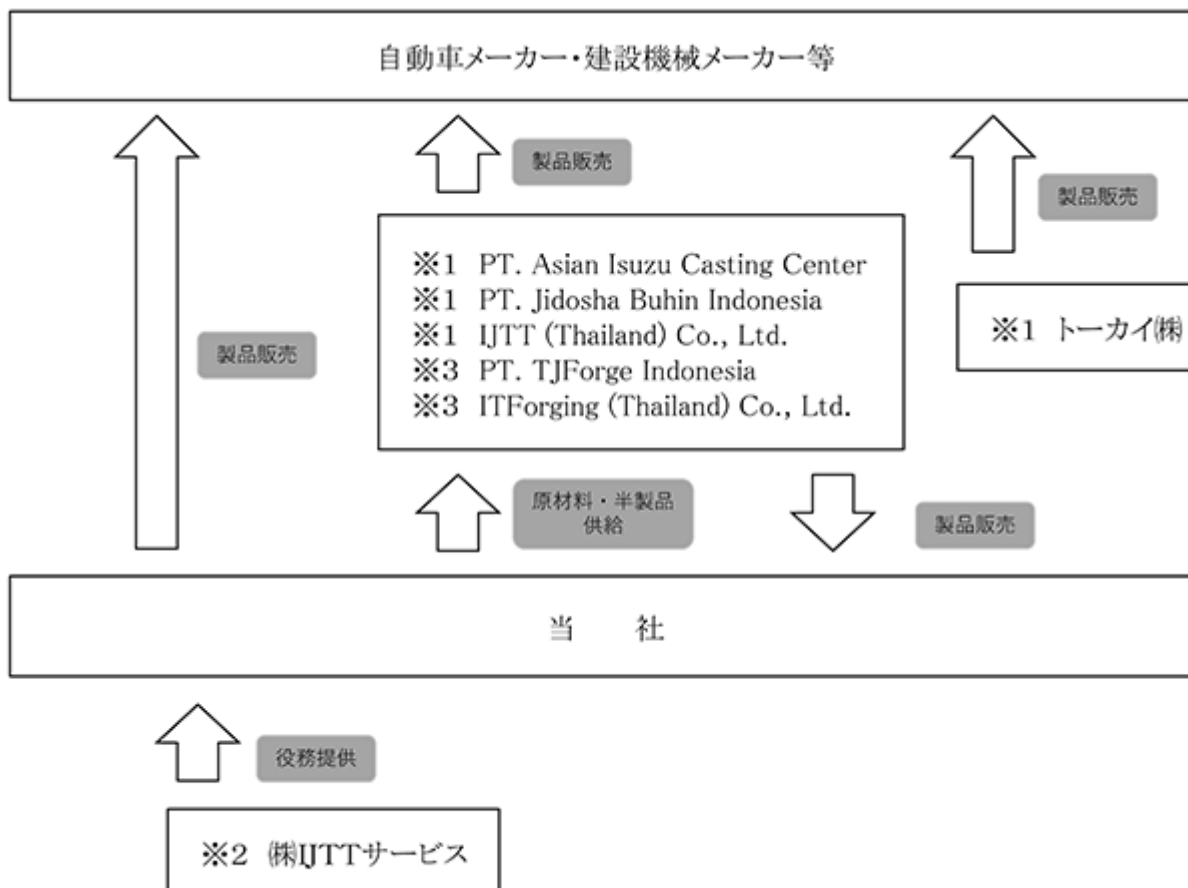 自動車メーカー・建設機械メーカー等
製品販売
製品販売
※1 PT. Asian Isuzu Casting Center
※1 PT. Jidosha Buhin Indonesia
※1 IJTT (Thailand) Co., Ltd.
※3 PT. TJForge Indonesia
※3 ITForging (Thailand) Co., Ltd.
※1 トーカイ㈱
製品販売
原材料・半製品
供給
製品販売
当　　社
役務提供
※2 ㈱IJTTサービス